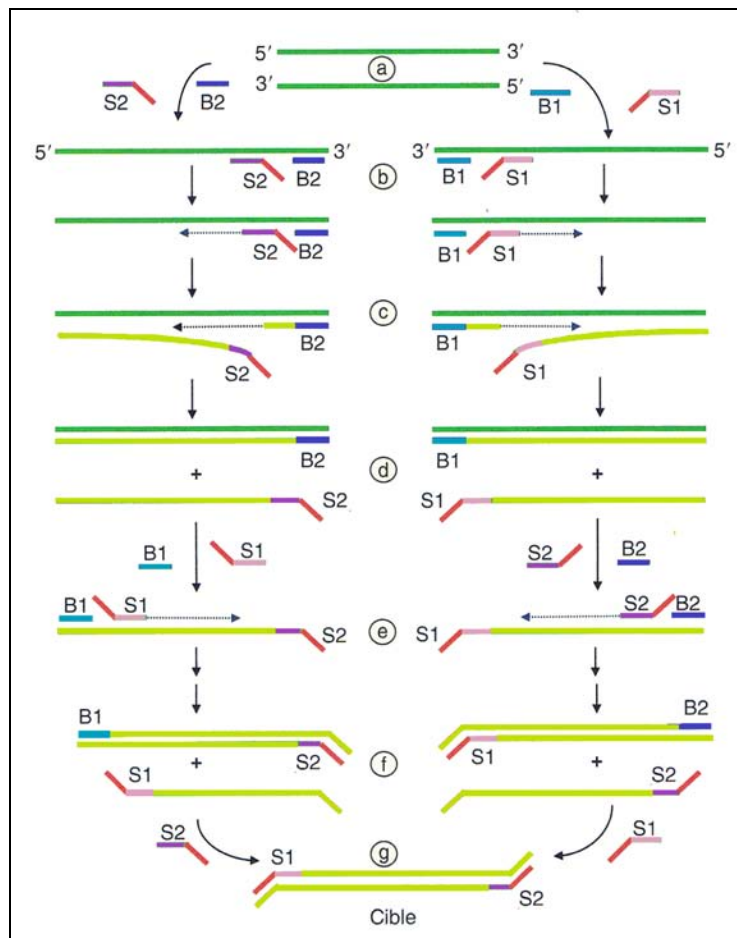 5′ 3′
a
3′ 5′
S2 B2
B1 S1
5′ 3′
3′ 5′
S2 B2
b
B1 S1
S2 B2
B1 S1
c
B2
S2
B1
S1
B2
d
B1
+
+
S2
S1
B1 S1
S2 B2
B1 S1
S2
e
S2 B2
S1
B1
S2
B2
S1
+
f
+
S1
S2
S2
S1
g
S1
S2
Cible